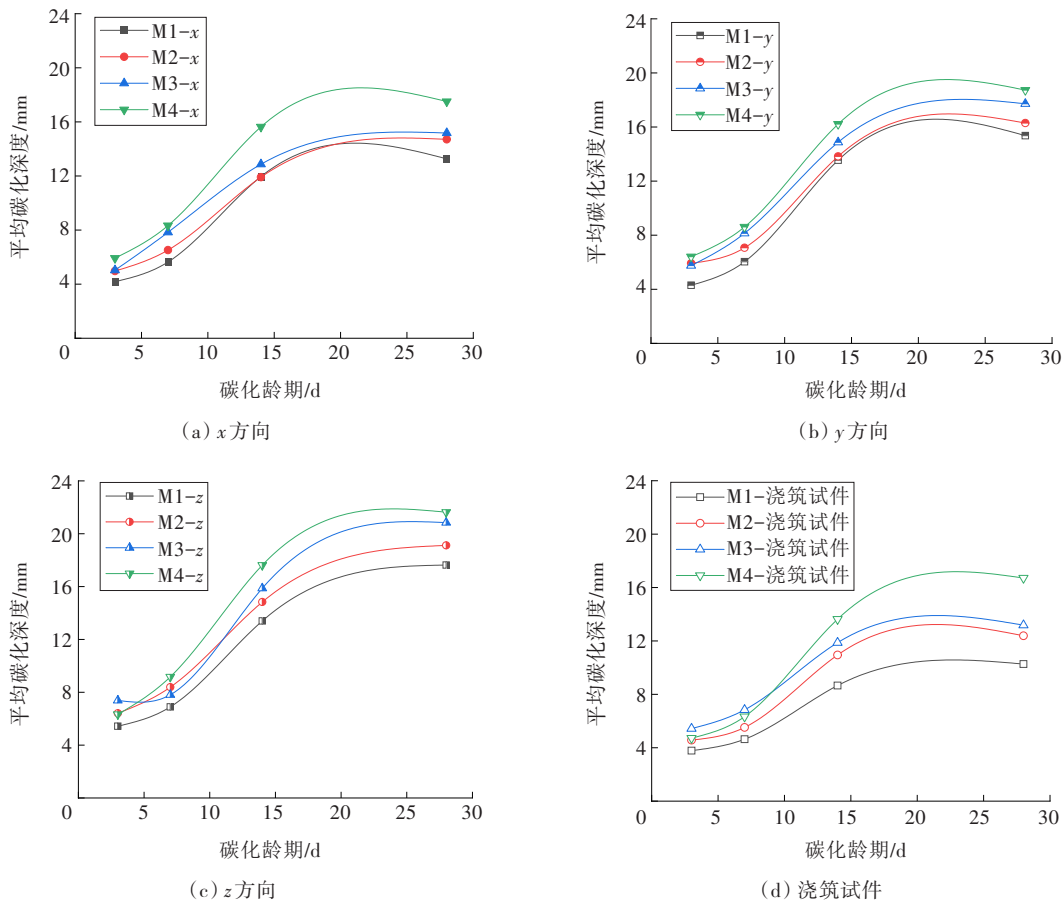 M1-x
M2-x
M3-x
M4-x
平均碳化深度/mm
24
20
16
12
8
4
0
5
10
15
20
25
30
碳化龄期/d
(a) x方向
M1-y
M2-y
M3-y
M4-y
平均碳化深度/mm
24
20
16
12
8
4
0
5
10
15
20
25
30
碳化龄期/d
(b) y方向
M1-z
M2-z
M3-z
M4-z
平均碳化深度/mm
24
20
16
12
8
4
0
5
10
15
20
25
30
碳化龄期/d
(c) z方向
M1-浇筑试件
M2-浇筑试件
M3-浇筑试件
M4-浇筑试件
平均碳化深度/mm
24
20
16
12
8
4
0
5
10
15
20
25
30
碳化龄期/d
(d) 浇筑试件